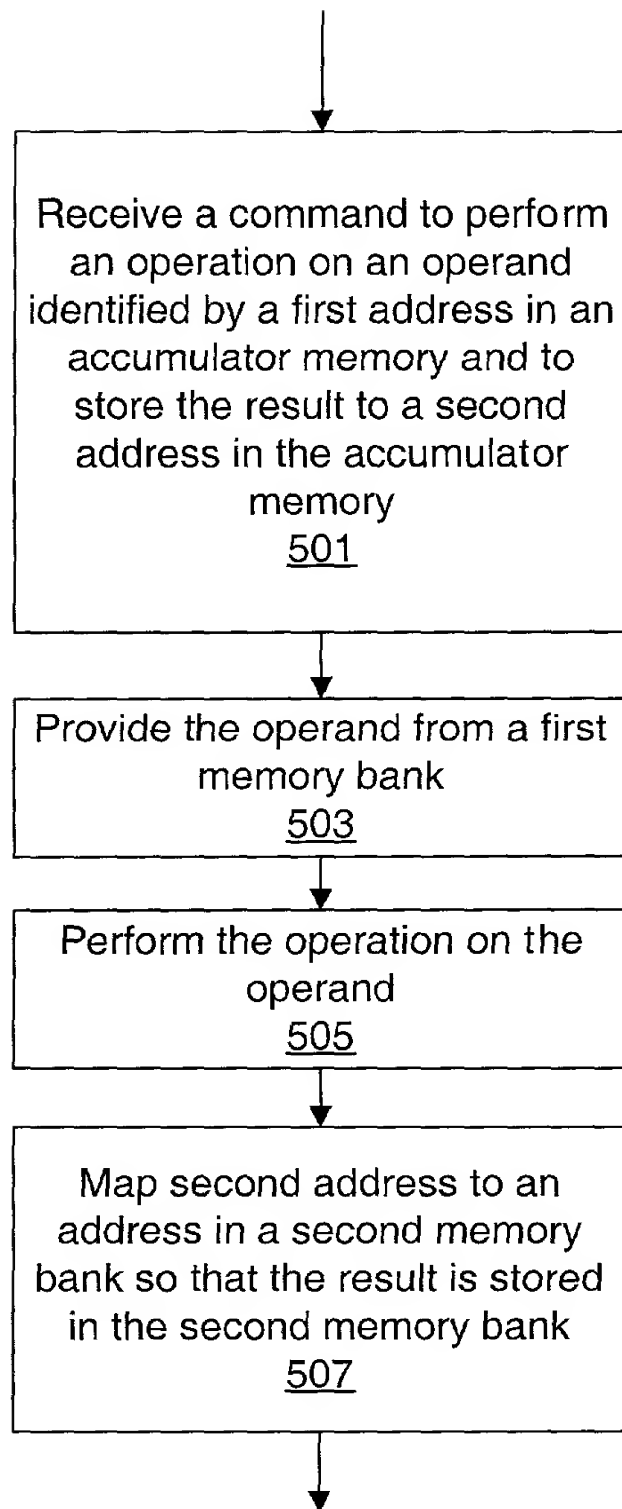 Receive a command to perform
an operation on an operand
identified by a first address in an
accumulator memory and to
store the result to a second
address in the accumulator
memory
501
Provide the operand from a first
memory bank
503
Perform the operation on the
operand
505
Map second address to an
address in a second memory
bank so that the result is stored
in the second memory bank
507